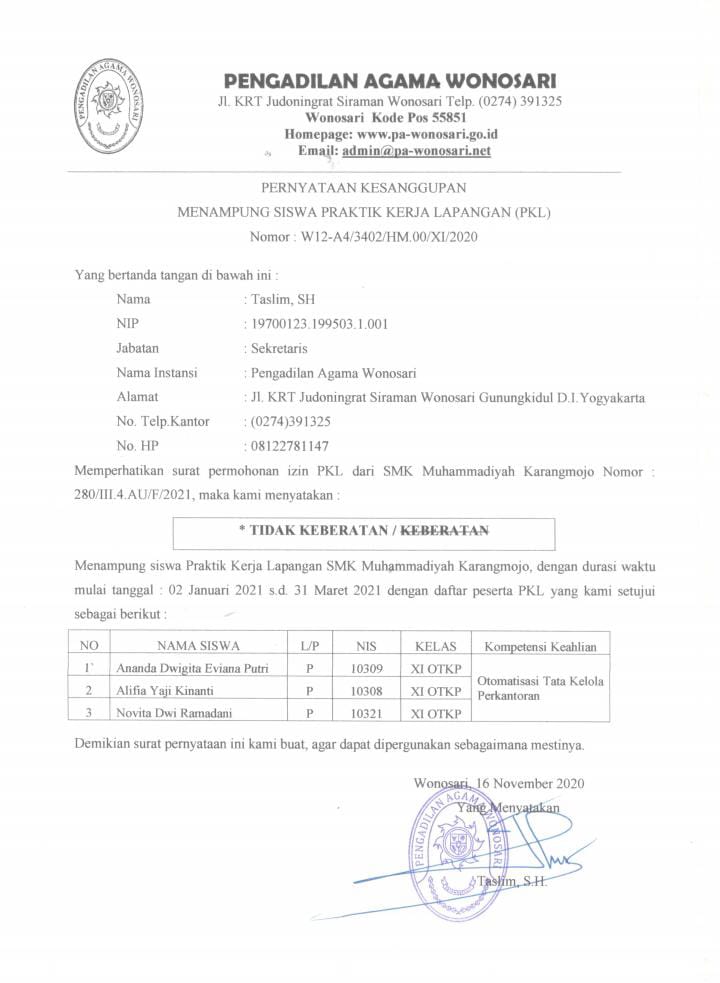 PENGADILAN AGAMA WONOSARI
PENGADILAN AGAMA WONOSARI
Jl. KRT Judoningrat Siraman Wonosari Telp. (0274) 391325
Wonosari Kode Pos 55851
Homepage: www.pa-wonosari.go.id
Email: admin@pa-wonosari.net
PERNYATAAN KESANGGUPAN
MENAMPUNG SISWA PRAKTIK KERJA LAPANGAN (PKL)
Nomor : W12-A4/3402/HM.00/XI/2020
Yang bertanda tangan di bawah ini :
Nama : Taslim, SH
NIP : 19700123.199503.1.001
Jabatan : Sekretaris
Nama Instansi : Pengadilan Agama Wonosari
Alamat : Jl. KRT Judoningrat Siraman Wonosari Gunungkidul D.I.Yogyakarta
No. Telp.Kantor : (0274)391325
No. HP : 08122781147
Memperhatikan surat permohonan izin PKL dari SMK Muhammadiyah Karangmojo Nomor :
280/III.4.AU/F/2021, maka kami menyatakan :
* TIDAK KEBERATAN / KEBERATAN
Menampung siswa Praktik Kerja Lapangan SMK Muhammadiyah Karangmojo, dengan durasi waktu
mulai tanggal : 02 Januari 2021 s.d. 31 Maret 2021 dengan daftar peserta PKL yang kami setujui
sebagai berikut :
NO NAMA SISWA L/P NIS KELAS Kompetensi Keahlian
1 Ananda Dwigita Eviana Putri P 10309 XI OTKP
2 Alifia Yaji Kinanti P 10308 XI OTKP
3 Novita Dwi Ramadani P 10321 XI OTKP
Otomatisasi Tata Kelola
Perkantoran
Demikian surat pernyataan ini kami buat, agar dapat dipergunakan sebagaimana mestinya.
Wonosari, 16 November 2020
Yang Menyatakan
PENGADILAN AGAMA WONOSARI
Taslim, S.H.